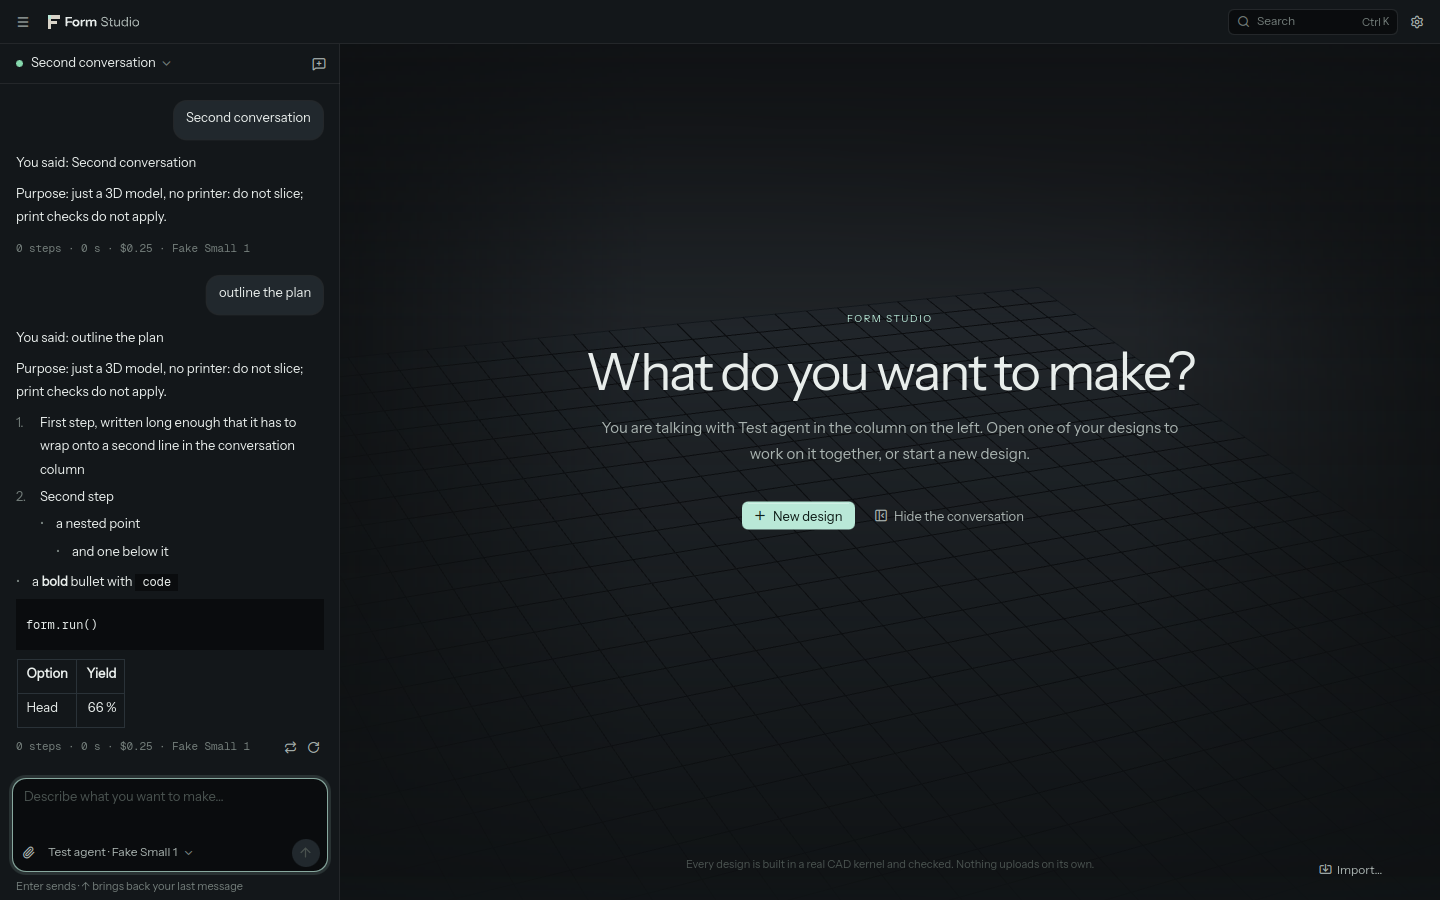 Form Studio
Search
Ctrl K
Second conversation
Second conversation
You said: Second conversation
Purpose: just a 3D model, no printer: do not slice;
print checks do not apply.
0 steps · 0 s · $0.25 · Fake Small 1
outline the plan
You said: outline the plan
Purpose: just a 3D model, no printer: do not slice;
print checks do not apply.
1. First step, written long enough that it has to
wrap onto a second line in the conversation
column
2. Second step
· a nested point
· and one below it
· a bold bullet with code
form.run()
Option Yield
Head 66 %
0 steps · 0 s · $0.25 · Fake Small 1
Describe what you want to make...
Test agent · Fake Small 1
Enter sends · ↑ brings back your last message
FORM STUDIO
What do you want to make?
You are talking with Test agent in the column on the left. Open one of your designs to
work on it together, or start a new design.
New design
Hide the conversation
Every design is built in a real CAD kernel and checked. Nothing uploads on its own.
Import...